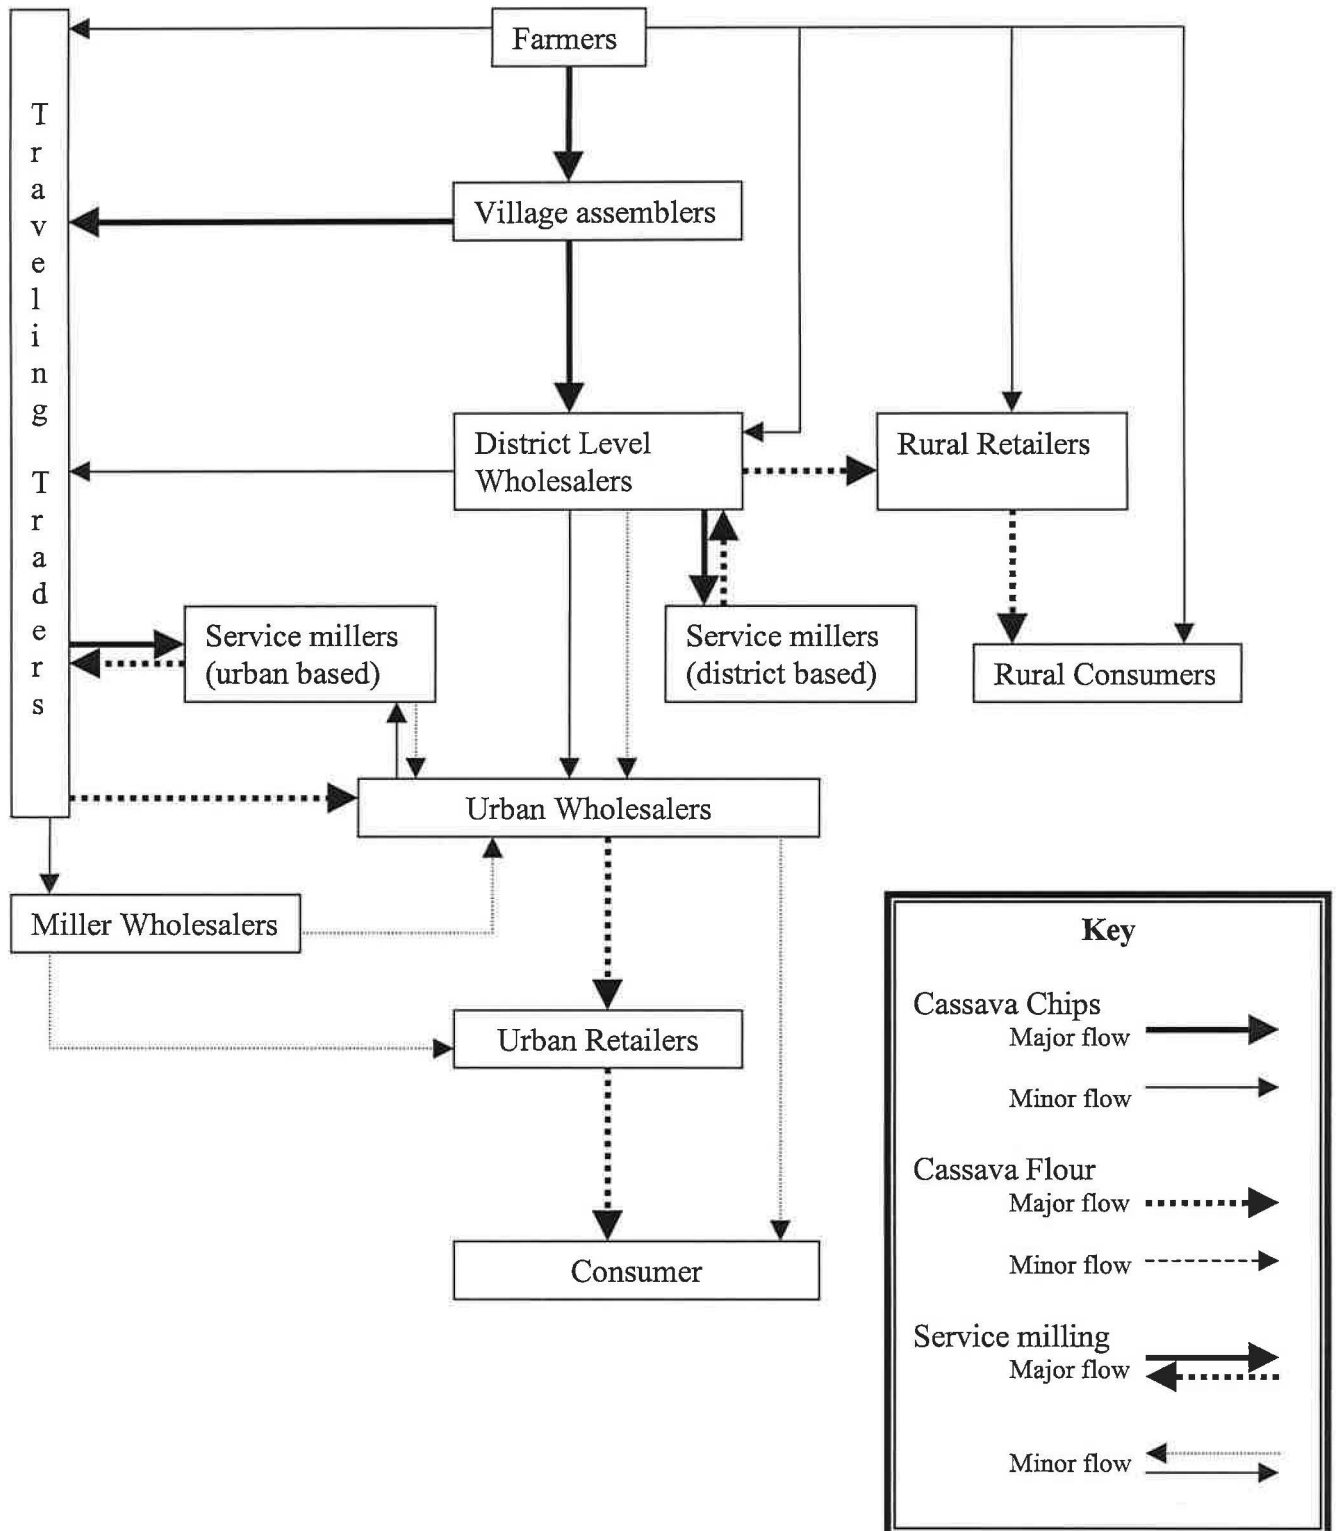 Farmers
Traveling Traders
Village assemblers
District Level
Wholesalers
Rural Retailers
Service millers
(urban based)
Service millers
(district based)
Rural Consumers
Urban Wholesalers
Miller Wholesalers
Urban Retailers
Consumer
Key
Cassava Chips
Major flow
Minor flow
Cassava Flour
Major flow
Minor flow
Service milling
Major flow
Minor flow